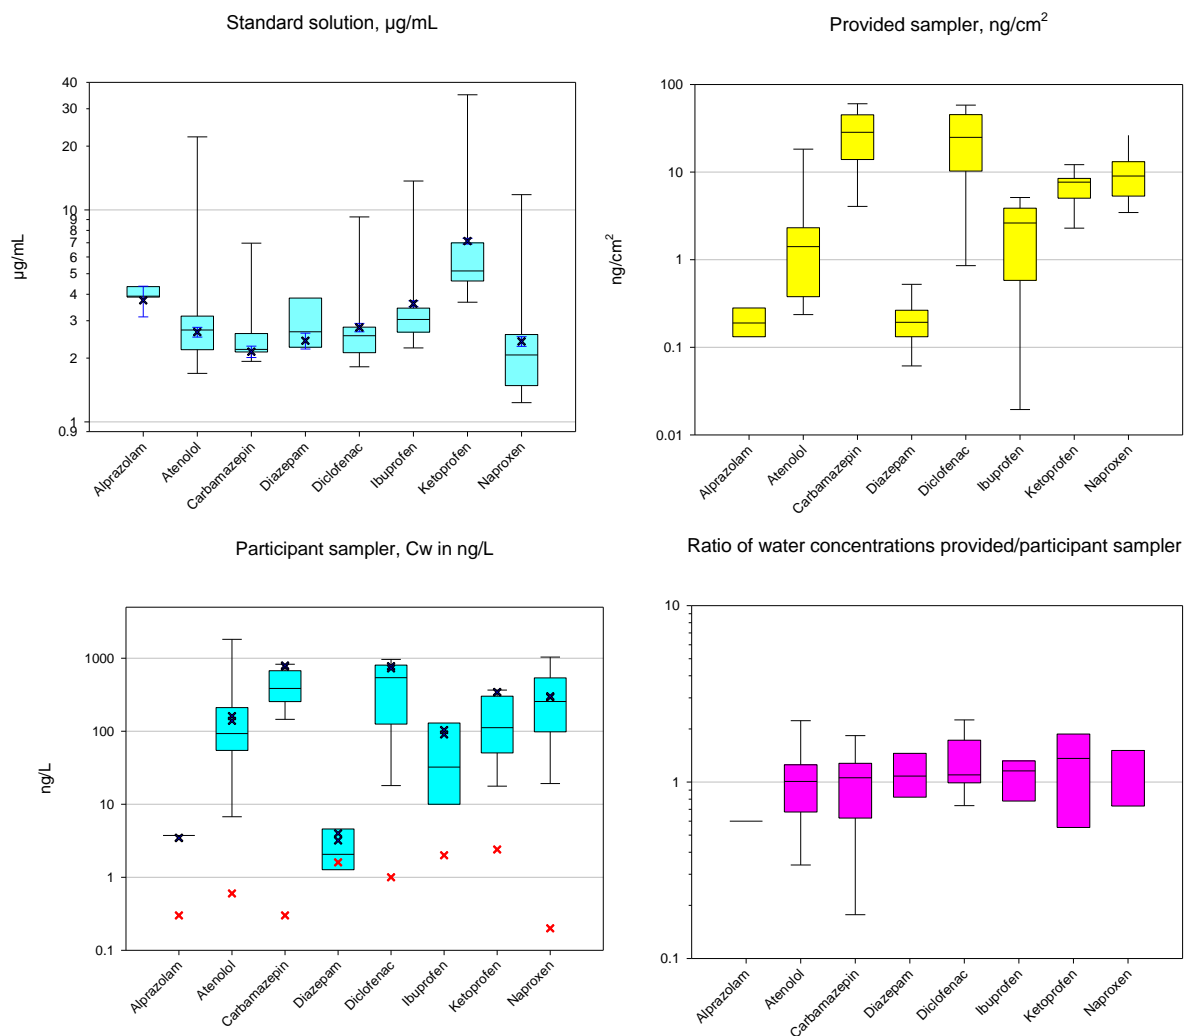 Standard solution, µg/mL
40
30
20
10
9
8
7
6
5
4
3
2
1
0.9
µg/mL
Alprazolam
Atenolol
Carbamazepin
Diazepam
Diclofenac
Ibuprofen
Ketoprofen
Naproxen
Provided sampler, ng/cm²
100
10
1
0.1
0.01
ng/cm²
Alprazolam
Atenolol
Carbamazepin
Diazepam
Diclofenac
Ibuprofen
Ketoprofen
Naproxen
Participant sampler, Cw in ng/L
1000
100
10
1
0.1
ng/L
Alprazolam
Atenolol
Carbamazepin
Diazepam
Diclofenac
Ibuprofen
Ketoprofen
Naproxen
Ratio of water concentrations provided/participant sampler
10
1
0.1
Alprazolam
Atenolol
Carbamazepin
Diazepam
Diclofenac
Ibuprofen
Ketoprofen
Naproxen